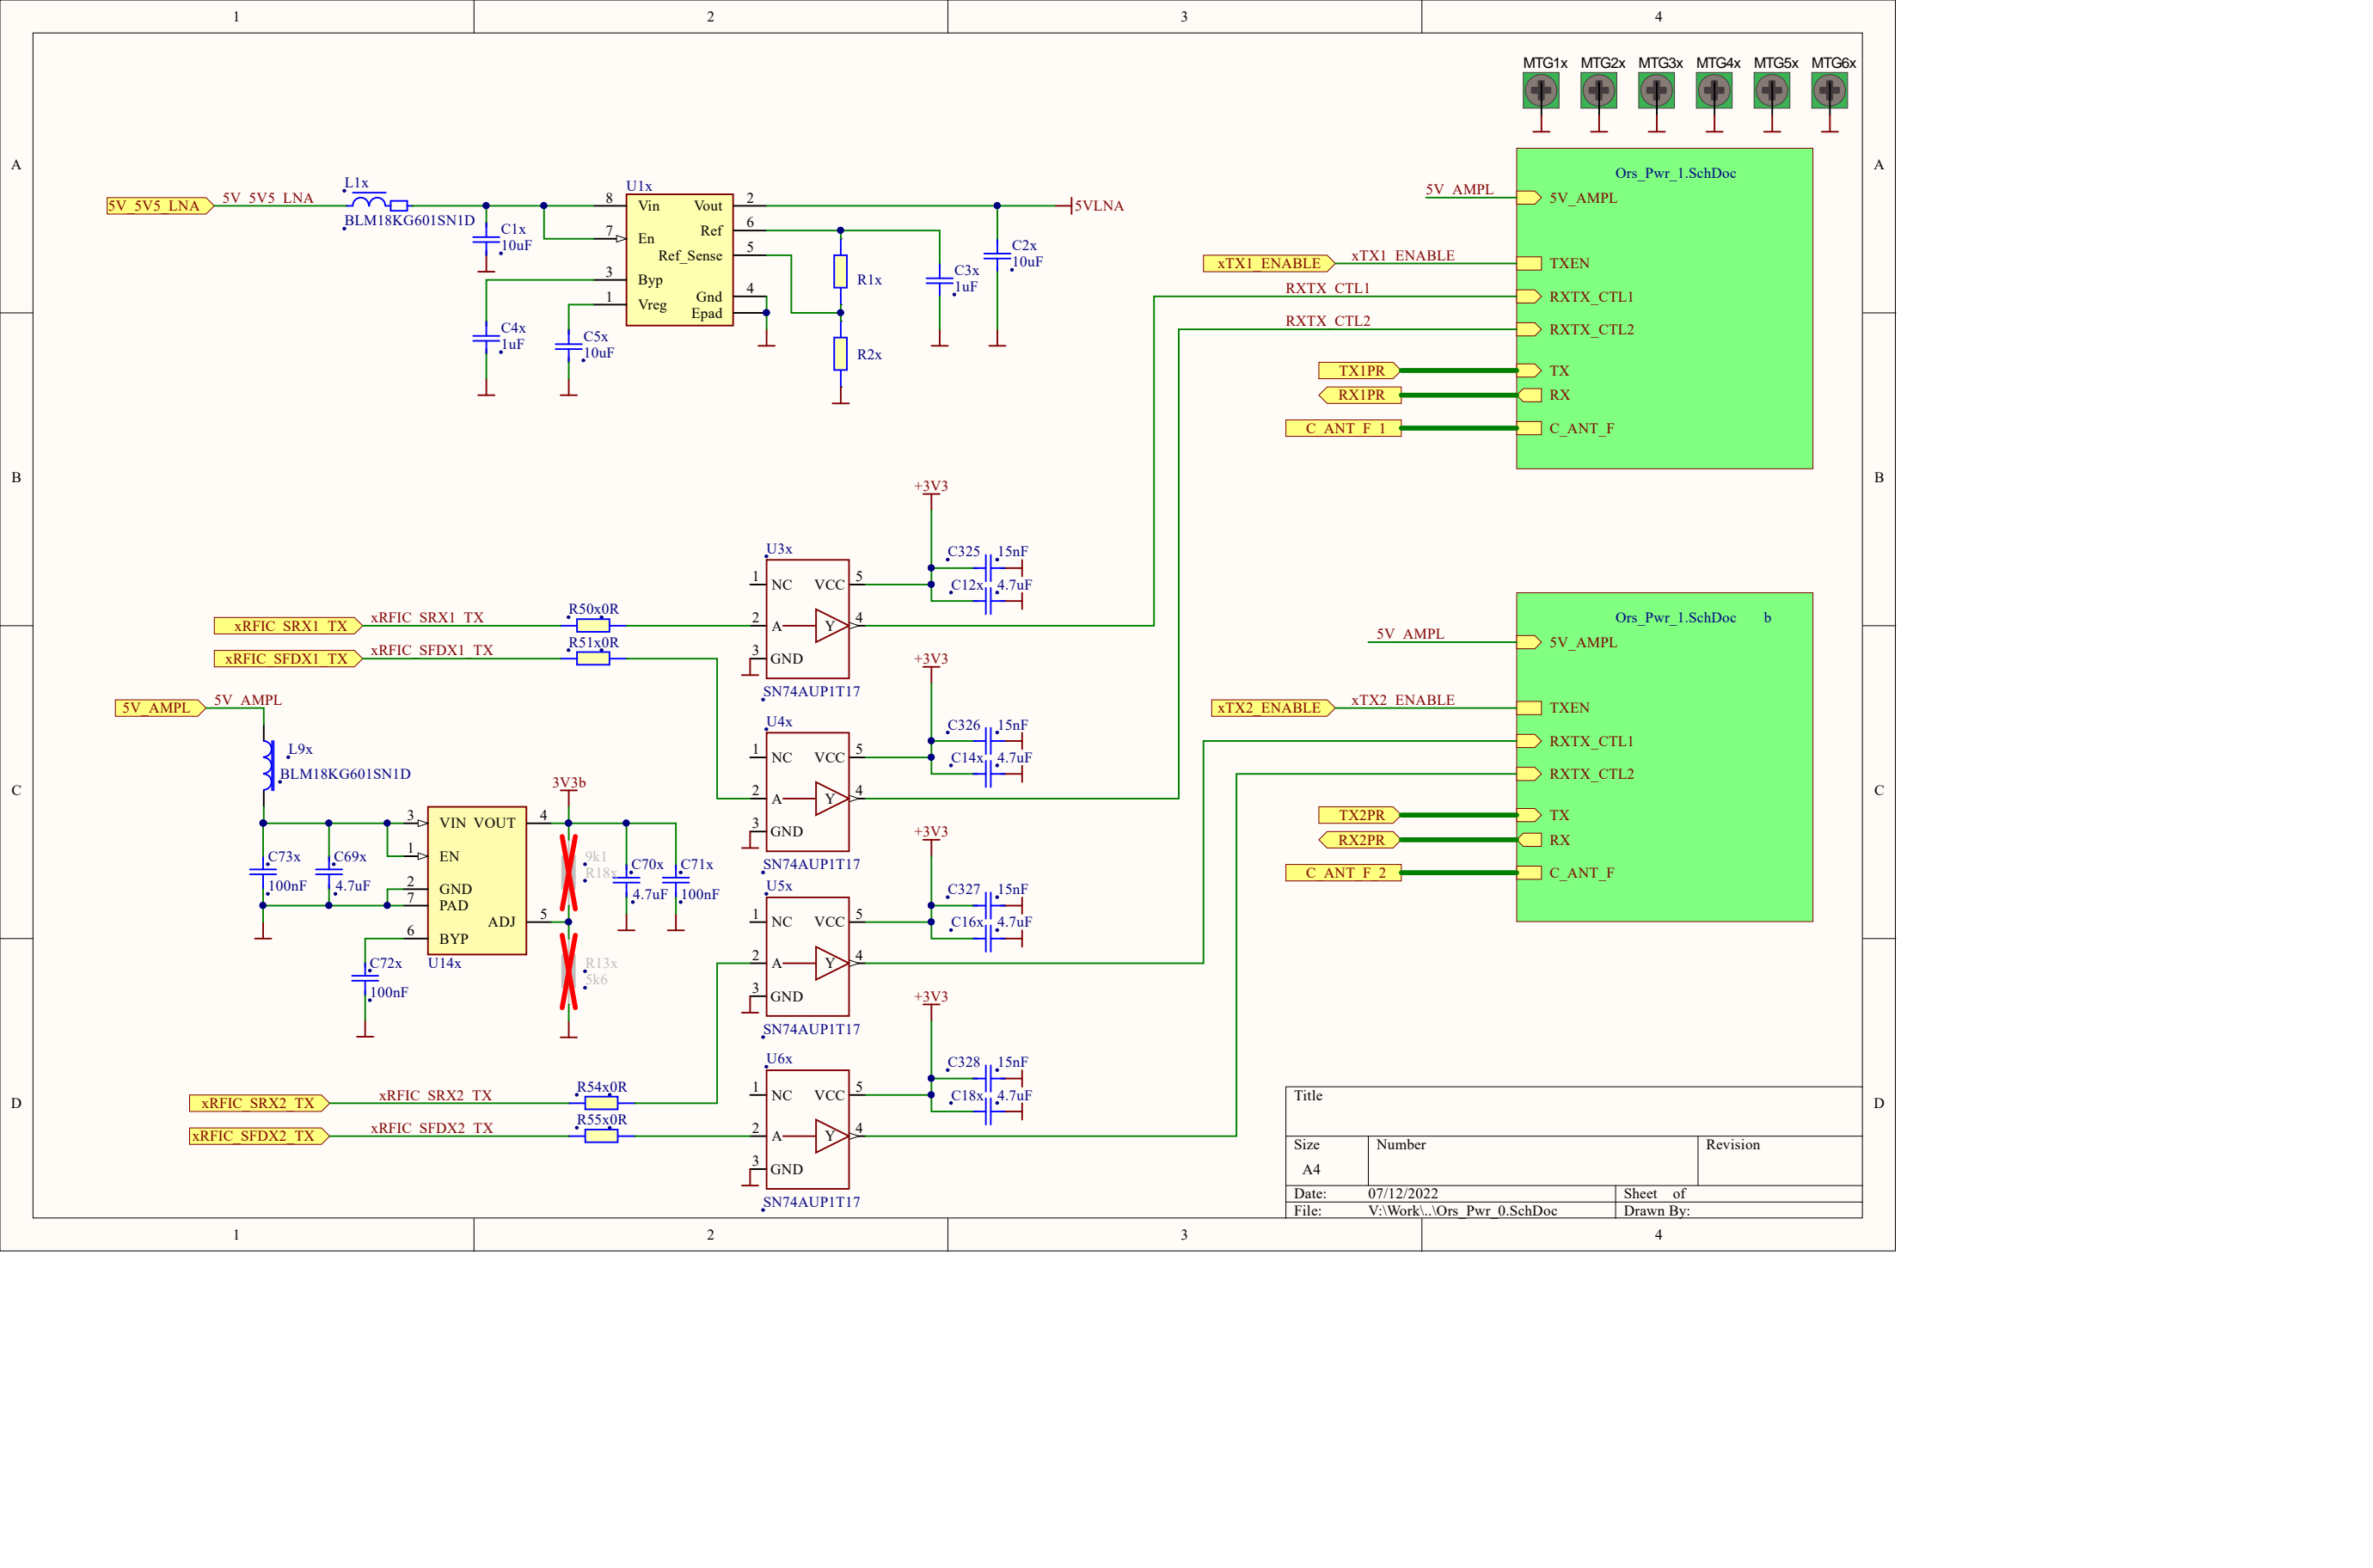 1 2 3 4
MTG1x MTG2x MTG3x MTG4x MTG5x MTG6x
A A
Ors_Pwr_1.SchDoc
5V_AMPL 5V_AMPL
xTX1_ENABLE xTX1_ENABLE TXEN
RXTX_CTL1 RXTX_CTL1
RXTX_CTL2 RXTX_CTL2
TX1PR TX
RX1PR RX
C_ANT_F_1 C_ANT_F
L1x
5V_5V5_LNA 5V_5V5_LNA
BLM18KG601SN1D
U1x
8 Vin Vout 2
7 En Ref 6
Ref_Sense 5
3 Byp
1 Vreg
Gnd 4
Epad
5VLNA
C1x
10uF
C2x
10uF
C3x
1uF
R1x
R2x
C4x
1uF
C5x
10uF
B B
+3V3
U3x
C325 15nF
C12x 4.7uF
1 NC VCC 5
2 A Y 4
3 GND
SN74AUP1T17
xRFIC_SRX1_TX xRFIC_SRX1_TX R50x0R
xRFIC_SFDX1_TX xRFIC_SFDX1_TX R51x0R
+3V3
U4x
C326 15nF
C14x 4.7uF
1 NC VCC 5
2 A Y 4
3 GND
SN74AUP1T17
Ors_Pwr_1.SchDoc b
5V_AMPL 5V_AMPL
xTX2_ENABLE xTX2_ENABLE TXEN
RXTX_CTL1
RXTX_CTL2
TX2PR TX
RX2PR RX
C_ANT_F_2 C_ANT_F
5V_AMPL 5V_AMPL
L9x
BLM18KG601SN1D
C C
3V3b
3 VIN VOUT 4
1 EN
2 GND
7 PAD
ADJ 5
6 BYP
U14x
C73x
100nF
C69x
4.7uF
9k1
R18x
C70x
4.7uF
C71x
100nF
R13x
5k6
C72x
100nF
+3V3
U5x
C327 15nF
C16x 4.7uF
1 NC VCC 5
2 A Y 4
3 GND
SN74AUP1T17
+3V3
U6x
C328 15nF
C18x 4.7uF
1 NC VCC 5
2 A Y 4
3 GND
SN74AUP1T17
D D
xRFIC_SRX2_TX xRFIC_SRX2_TX R54x0R
xRFIC_SFDX2_TX xRFIC_SFDX2_TX R55x0R
Title
Size Number Revision
A4
Date: 07/12/2022 Sheet of
File: V:\Work\..\Ors_Pwr_0.SchDoc Drawn By:
1 2 3 4